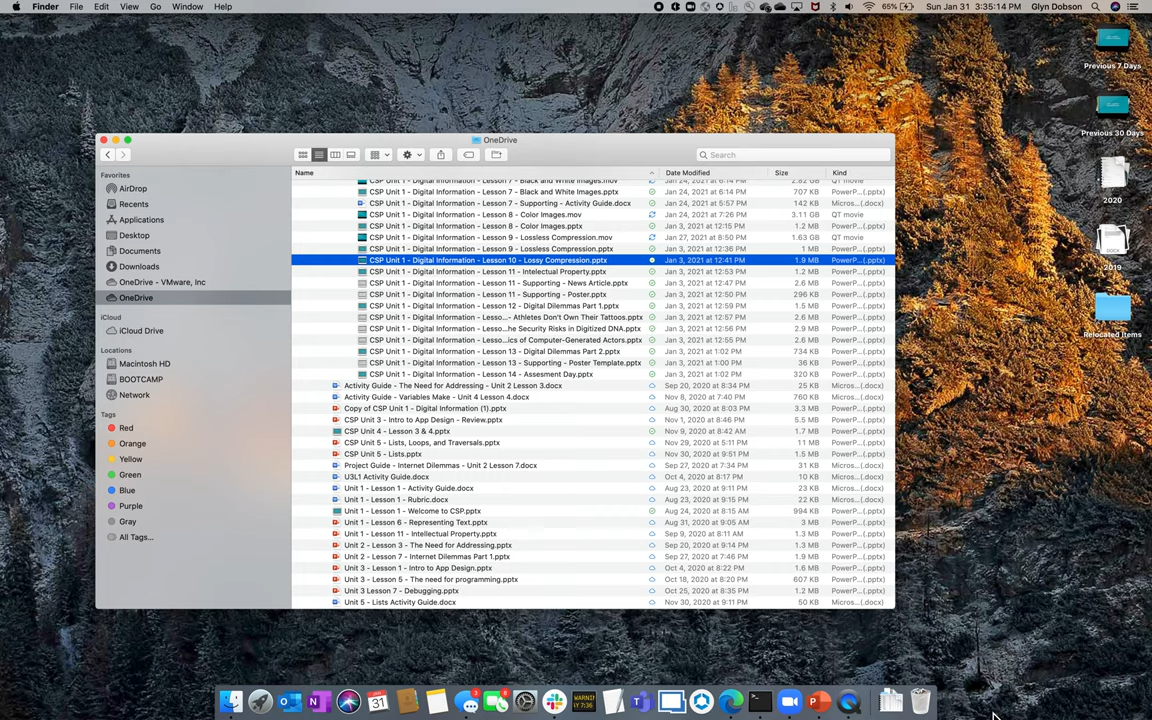 Finder File Edit View Go Window Help 65% Sun Jan 31 3:35:14 PM Glyn Dobson
Previous 7 Days
Previous 30 Days
2020
DOCX
2019
Relocated Items
OneDrive
Search
Favorites
AirDrop
Recents
Applications
Desktop
Documents
Downloads
OneDrive - VMware, Inc
OneDrive
iCloud
iCloud Drive
Locations
Macintosh HD
BOOTCAMP
Network
Tags
Red
Orange
Yellow
Green
Blue
Purple
Gray
All Tags...
Name Date Modified Size Kind
CSP Unit 1 - Digital Information - Lesson 7 - Black and White Images.mov Jan 24, 2021 at 6:14 PM 2.82 GB QT movie
CSP Unit 1 - Digital Information - Lesson 7 - Black and White Images.pptx Jan 24, 2021 at 6:14 PM 707 KB PowerP...(.pptx)
CSP Unit 1 - Digital Information - Lesson 7 - Supporting - Activity Guide.docx Jan 24, 2021 at 5:57 PM 142 KB Micros...(.docx)
CSP Unit 1 - Digital Information - Lesson 8 - Color Images.mov Jan 24, 2021 at 7:26 PM 3.11 GB QT movie
CSP Unit 1 - Digital Information - Lesson 8 - Color Images.pptx Jan 3, 2021 at 12:15 PM 1.2 MB PowerP...(.pptx)
CSP Unit 1 - Digital Information - Lesson 9 - Lossless Compression.mov Jan 27, 2021 at 8:50 PM 1.63 GB QT movie
CSP Unit 1 - Digital Information - Lesson 9 - Lossless Compression.pptx Jan 3, 2021 at 12:36 PM 1 MB PowerP...(.pptx)
CSP Unit 1 - Digital Information - Lesson 10 - Lossy Compression.pptx Jan 3, 2021 at 12:41 PM 1.9 MB PowerP...(.pptx)
CSP Unit 1 - Digital Information - Lesson 11 - Intelectual Property.pptx Jan 3, 2021 at 12:53 PM 1.2 MB PowerP...(.pptx)
CSP Unit 1 - Digital Information - Lesson 11 - Supporting - News Article.pptx Jan 3, 2021 at 12:47 PM 1 MB PowerP...(.pptx)
CSP Unit 1 - Digital Information - Lesson 11 - Supporting - Poster.pptx Jan 3, 2021 at 12:50 PM 296 KB PowerP...(.pptx)
CSP Unit 1 - Digital Information - Lesson 12 - Digital Dilemmas Part 1.pptx Jan 3, 2021 at 12:59 PM 1.5 MB PowerP...(.pptx)
CSP Unit 1 - Digital Information - Lesso...- Athletes Don't Own Their Tattoos.pptx Jan 3, 2021 at 12:57 PM 2.6 MB PowerP...(.pptx)
CSP Unit 1 - Digital Information - Lesso...he Security Risks in Digitized DNA.pptx Jan 3, 2021 at 12:56 PM 2.9 MB PowerP...(.pptx)
CSP Unit 1 - Digital Information - Lesso...ics of Computer-Generated Actors.pptx Jan 3, 2021 at 12:55 PM 2.6 MB PowerP...(.pptx)
CSP Unit 1 - Digital Information - Lesson 13 - Digital Dilemmas Part 2.pptx Jan 3, 2021 at 1:02 PM 734 KB PowerP...(.pptx)
CSP Unit 1 - Digital Information - Lesson 13 - Supporting - Poster Template.pptx Jan 3, 2021 at 1:00 PM 36 KB PowerP...(.pptx)
CSP Unit 1 - Digital Information - Lesson 14 - Assesment Day.pptx Jan 3, 2021 at 1:02 PM 320 KB PowerP...(.pptx)
Activity Guide - The Need for Addressing - Unit 2 Lesson 3.docx Sep 20, 2020 at 8:34 PM 25 KB Micros...(.docx)
Activity Guide - Variables Make - Unit 4 Lesson 4.docx Nov 8, 2020 at 7:40 PM 760 KB Micros...(.docx)
Copy of CSP Unit 1 - Digital Information (1).pptx Aug 30, 2020 at 8:03 PM 3.3 MB PowerP...(.pptx)
CSP Unit 3 - Intro to App Design - Review.pptx Nov 1, 2020 at 8:46 PM 5.5 MB PowerP...(.pptx)
CSP Unit 4 - Lesson 3 & 4.pptx Nov 9, 2020 at 8:42 AM 1.7 MB PowerP...(.pptx)
CSP Unit 5 - Lists, Loops, and Traversals.pptx Nov 29, 2020 at 5:11 PM 11 MB PowerP...(.pptx)
CSP Unit 5 - Lists.pptx Nov 30, 2020 at 9:51 PM 1.5 MB PowerP...(.pptx)
Project Guide - Internet Dilemmas - Unit 2 Lesson 7.docx Sep 27, 2020 at 7:34 PM 31 KB Micros...(.docx)
U3L1 Activity Guide.docx Oct 4, 2020 at 8:17 PM 10 KB Micros...(.docx)
Unit 1 - Lesson 1 - Activity Guide.docx Aug 23, 2020 at 9:11 PM 23 KB Micros...(.docx)
Unit 1 - Lesson 1 - Rubric.docx Aug 23, 2020 at 9:15 PM 22 KB Micros...(.docx)
Unit 1 - Lesson 1 - Welcome to CSP.pptx Aug 24, 2020 at 8:15 PM 994 KB PowerP...(.pptx)
Unit 1 - Lesson 6 - Representing Text.pptx Aug 31, 2020 at 9:05 AM 3 MB PowerP...(.pptx)
Unit 1 - Lesson 11 - Intellectual Property.pptx Sep 9, 2020 at 8:11 AM 1.3 MB PowerP...(.pptx)
Unit 2 - Lesson 3 - The Need for Addressing.pptx Sep 20, 2020 at 9:14 PM 1.3 MB PowerP...(.pptx)
Unit 2 - Lesson 7 - Internet Dilemmas Part 1.pptx Sep 27, 2020 at 7:46 PM 1.9 MB PowerP...(.pptx)
Unit 3 - Lesson 1 - Intro to App Design.pptx Oct 4, 2020 at 8:22 PM 1.6 MB PowerP...(.pptx)
Unit 3 - Lesson 5 - The need for programming.pptx Oct 18, 2020 at 8:20 PM 607 KB PowerP...(.pptx)
Unit 3 Lesson 7 - Debugging.pptx Oct 25, 2020 at 8:35 PM 1.2 MB PowerP...(.pptx)
Unit 5 - Lists Activity Guide.docx Nov 30, 2020 at 9:11 PM 50 KB Micros...(.docx)